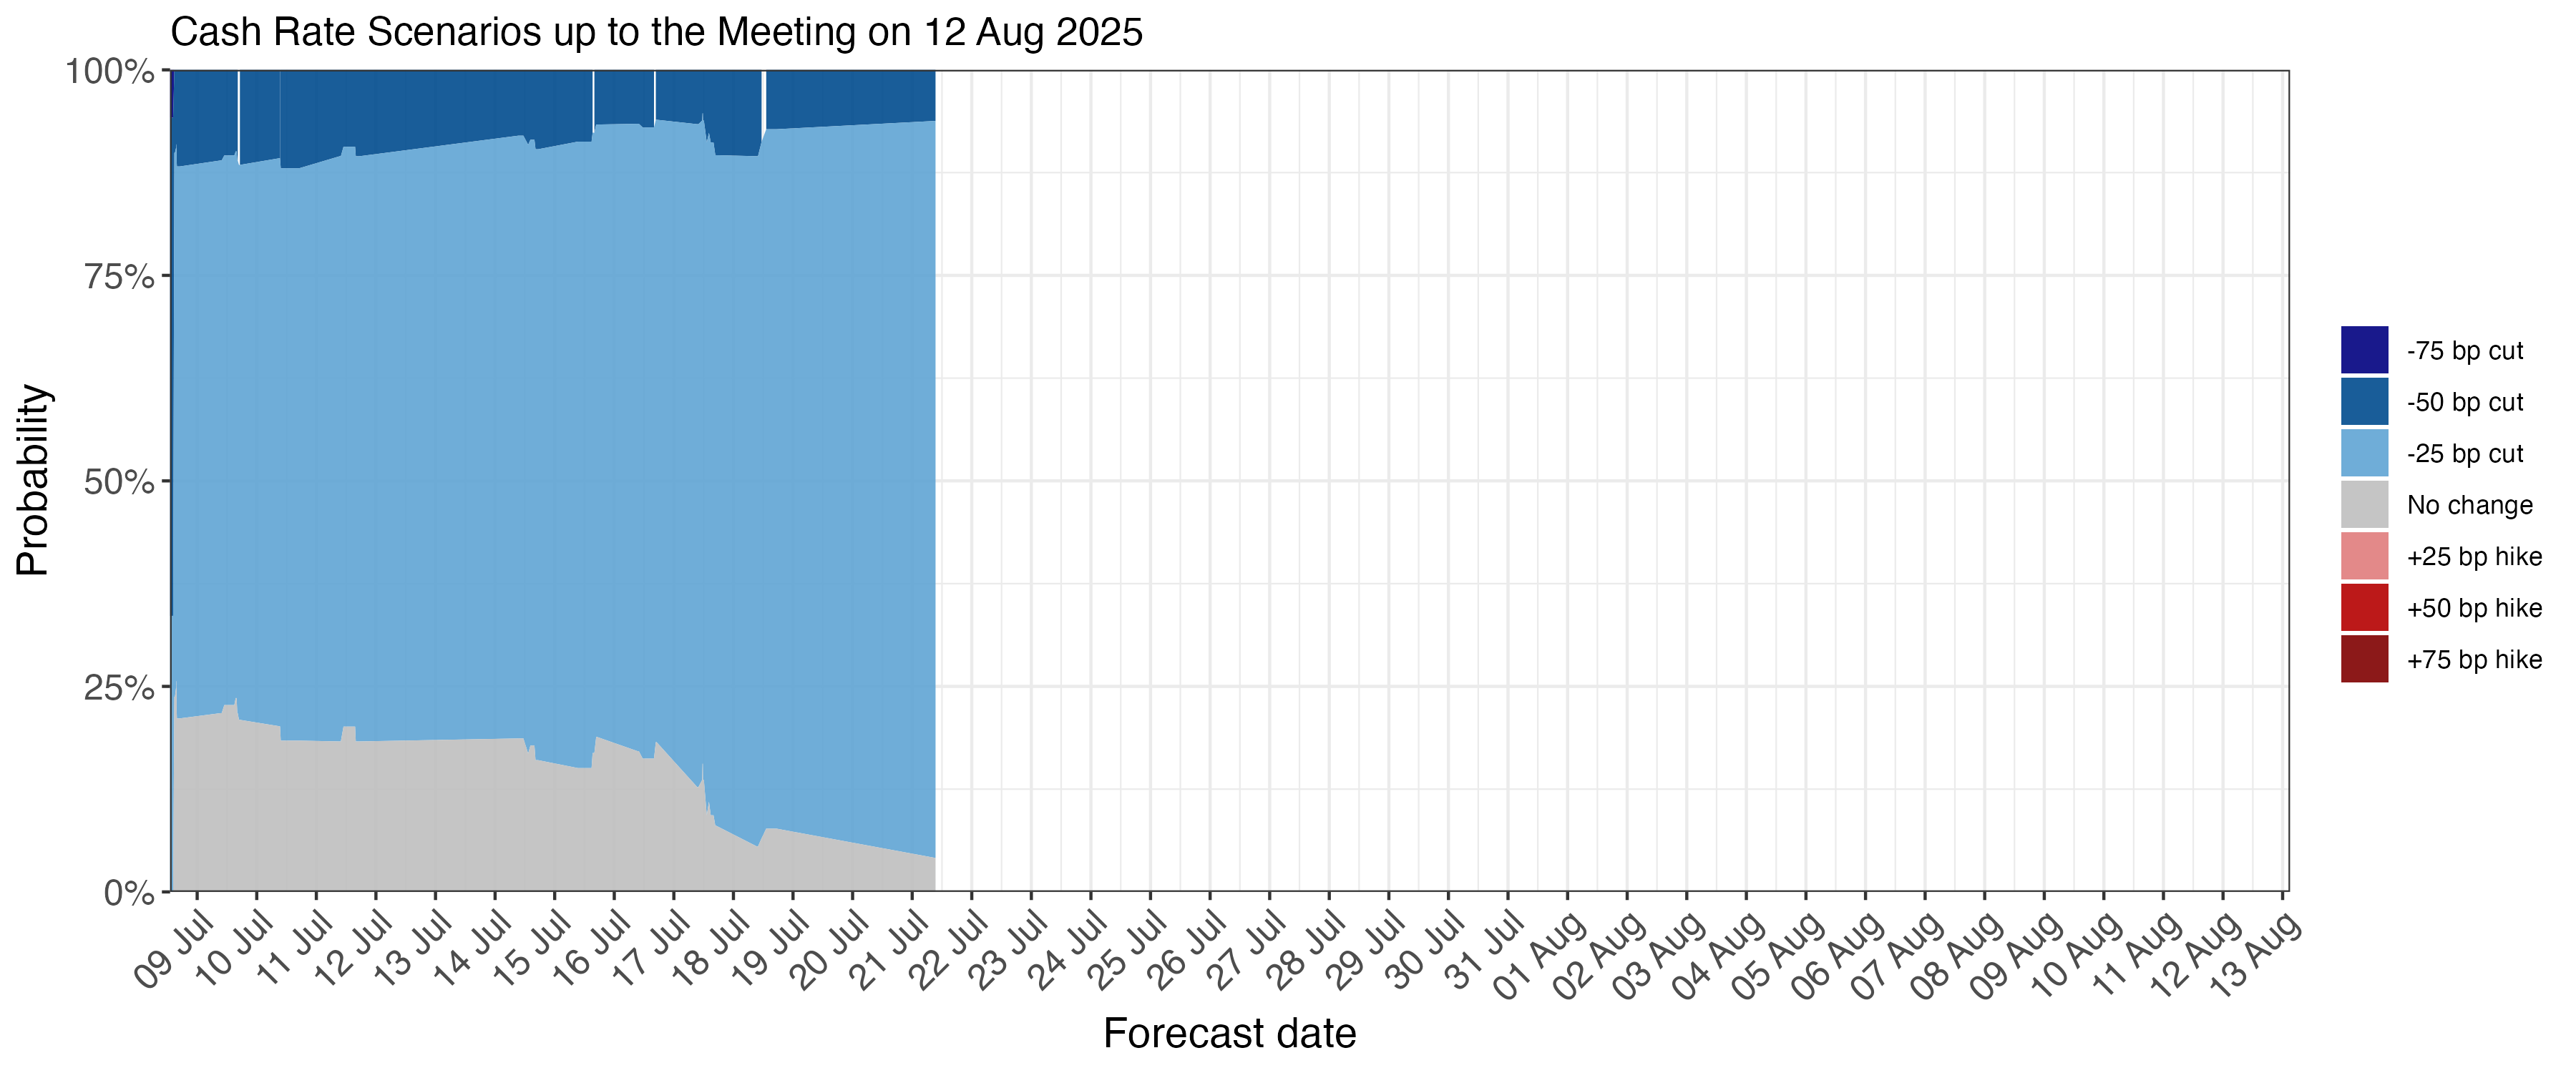 Cash Rate Scenarios up to the Meeting on 12 Aug 2025
Probability
100%
75%
50%
25%
0%
09 Jul
10 Jul
11 Jul
12 Jul
13 Jul
14 Jul
15 Jul
16 Jul
17 Jul
18 Jul
19 Jul
20 Jul
21 Jul
22 Jul
23 Jul
24 Jul
25 Jul
26 Jul
27 Jul
28 Jul
29 Jul
30 Jul
31 Jul
01 Aug
02 Aug
03 Aug
04 Aug
05 Aug
06 Aug
07 Aug
08 Aug
09 Aug
10 Aug
11 Aug
12 Aug
13 Aug
Forecast date
-75 bp cut
-50 bp cut
-25 bp cut
No change
+25 bp hike
+50 bp hike
+75 bp hike